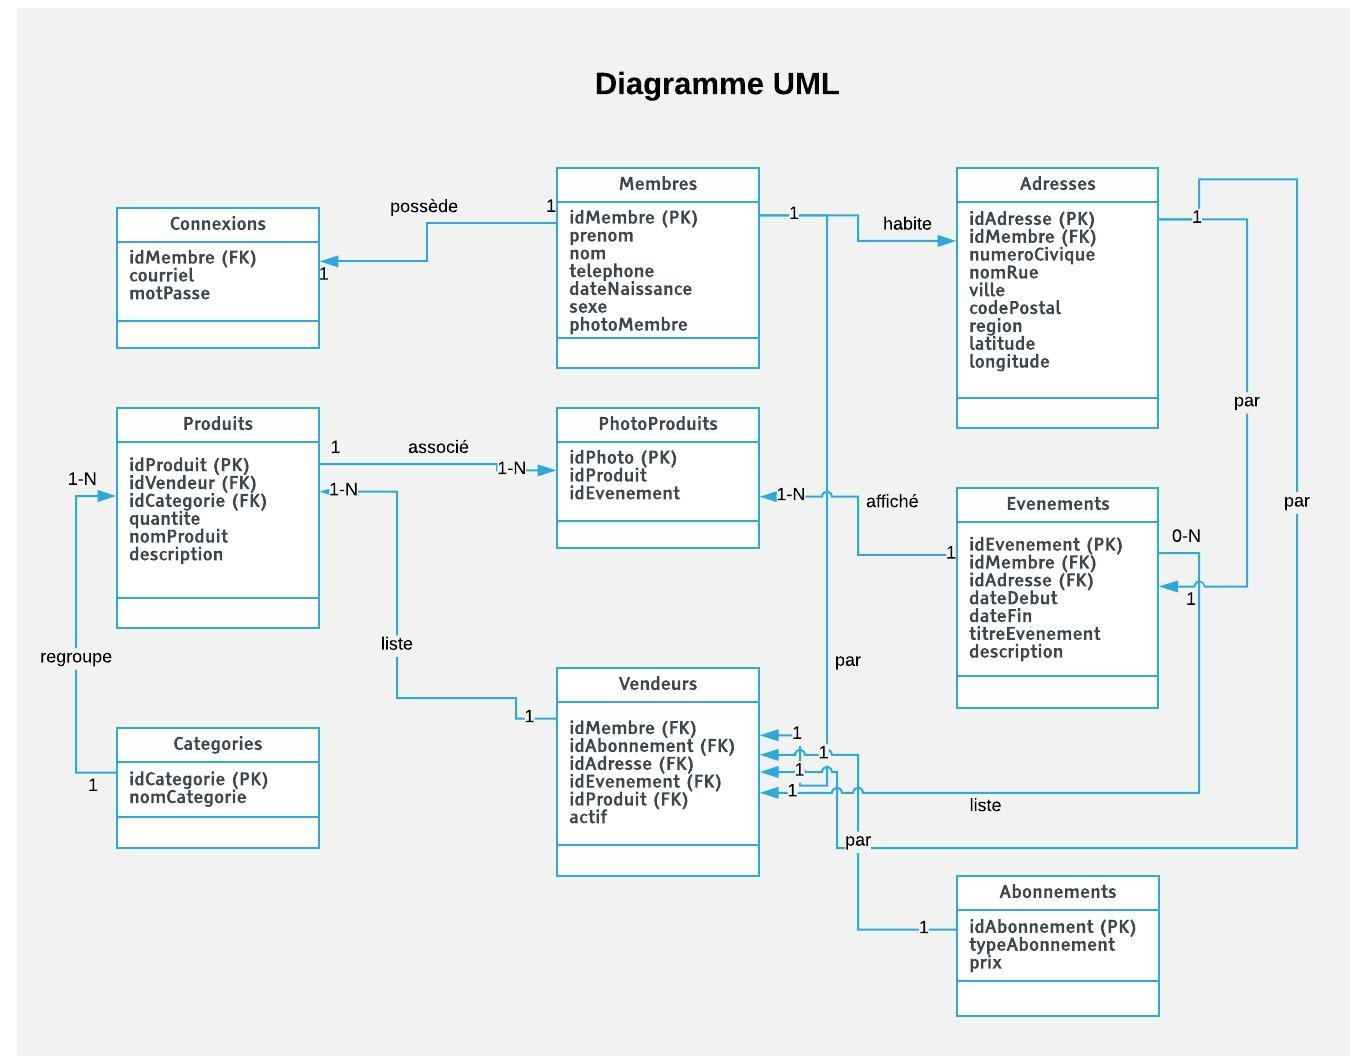 Diagramme UML
Connexions
idMembre (FK)
courriel
motPasse
possède
1
1
Membres
idMembre (PK)
prenom
nom
telephone
dateNaissance
sexe
photoMembre
1
habite
Adresses
idAdresse (PK)
idMembre (FK)
numeroCivique
nomRue
ville
codePostal
region
latitude
longitude
1
par
par
Produits
idProduit (PK)
idVendeur (FK)
idCategorie (FK)
quantite
nomProduit
description
1
associé
1-N
1-N
1-N
PhotoProduits
idPhoto (PK)
idProduit
idEvenement
1-N
affiché
1
Evenements
idEvenement (PK)
idMembre (FK)
idAdresse (FK)
dateDebut
dateFin
titreEvenement
description
0-N
1
regroupe
liste
1
par
Categories
idCategorie (PK)
nomCategorie
1
Vendeurs
idMembre (FK)
idAbonnement (FK)
idAdresse (FK)
idEvenement (FK)
idProduit (FK)
actif
1
1
1
1
liste
par
1
Abonnements
idAbonnement (PK)
typeAbonnement
prix